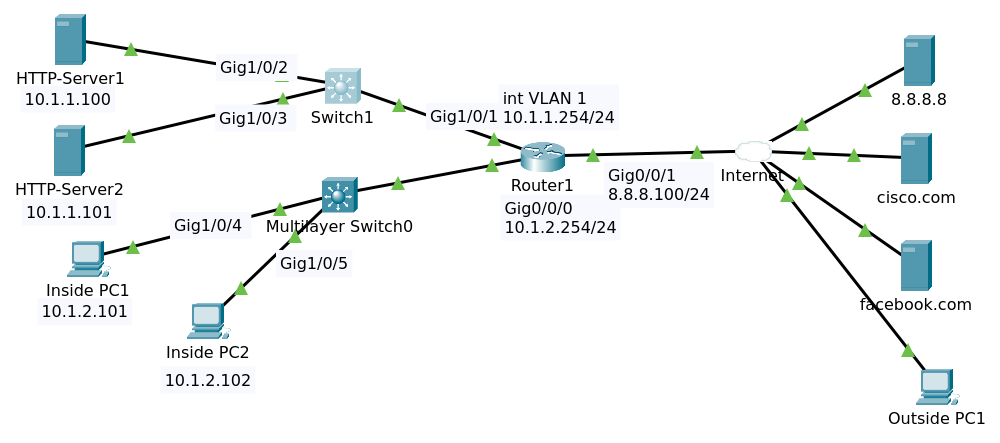 HTTP-Server1
10.1.1.100
Gig1/0/2
Gig1/0/3
Switch1
Gig1/0/1
int VLAN 1
10.1.1.254/24
HTTP-Server2
10.1.1.101
Router1
Gig0/0/0
10.1.2.254/24
Gig0/0/1
8.8.8.100/24
Internet
8.8.8.8
cisco.com
facebook.com
Outside PC1
Multilayer Switch0
Gig1/0/4
Gig1/0/5
Inside PC1
10.1.2.101
Inside PC2
10.1.2.102